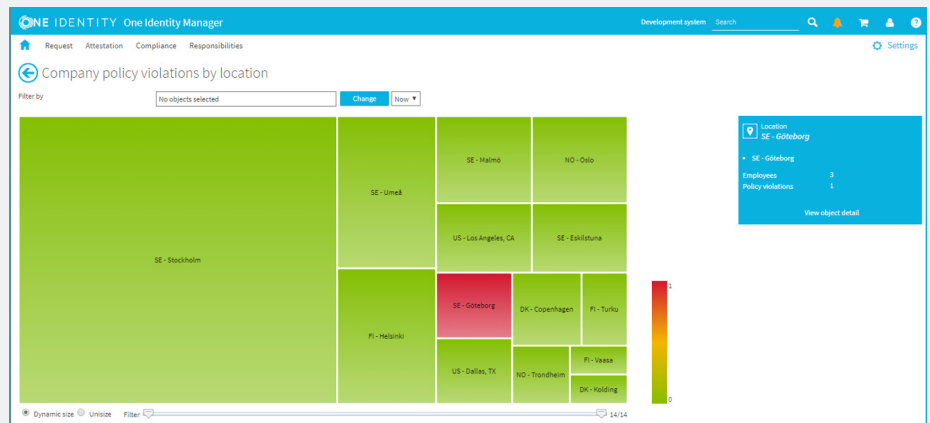 ONE IDENTITY One Identity Manager
Development system
Search
Request Attestation Compliance Responsibilities
Settings
Company policy violations by location
Filter by
No objects selected
Change
Now
SE - Stockholm
SE - Umeå
FI - Helsinki
SE - Malmö
NO - Oslo
US - Los Angeles, CA
SE - Eskilstuna
SE - Göteborg
DK - Copenhagen
FI - Turku
US - Dallas, TX
NO - Trondheim
FI - Vaasa
DK - Kolding
1
0
Location
SE - Göteborg
SE - Göteborg
Employees 3
Policy violations 1
View object detail
Dynamic size Unisize Filter 14/14